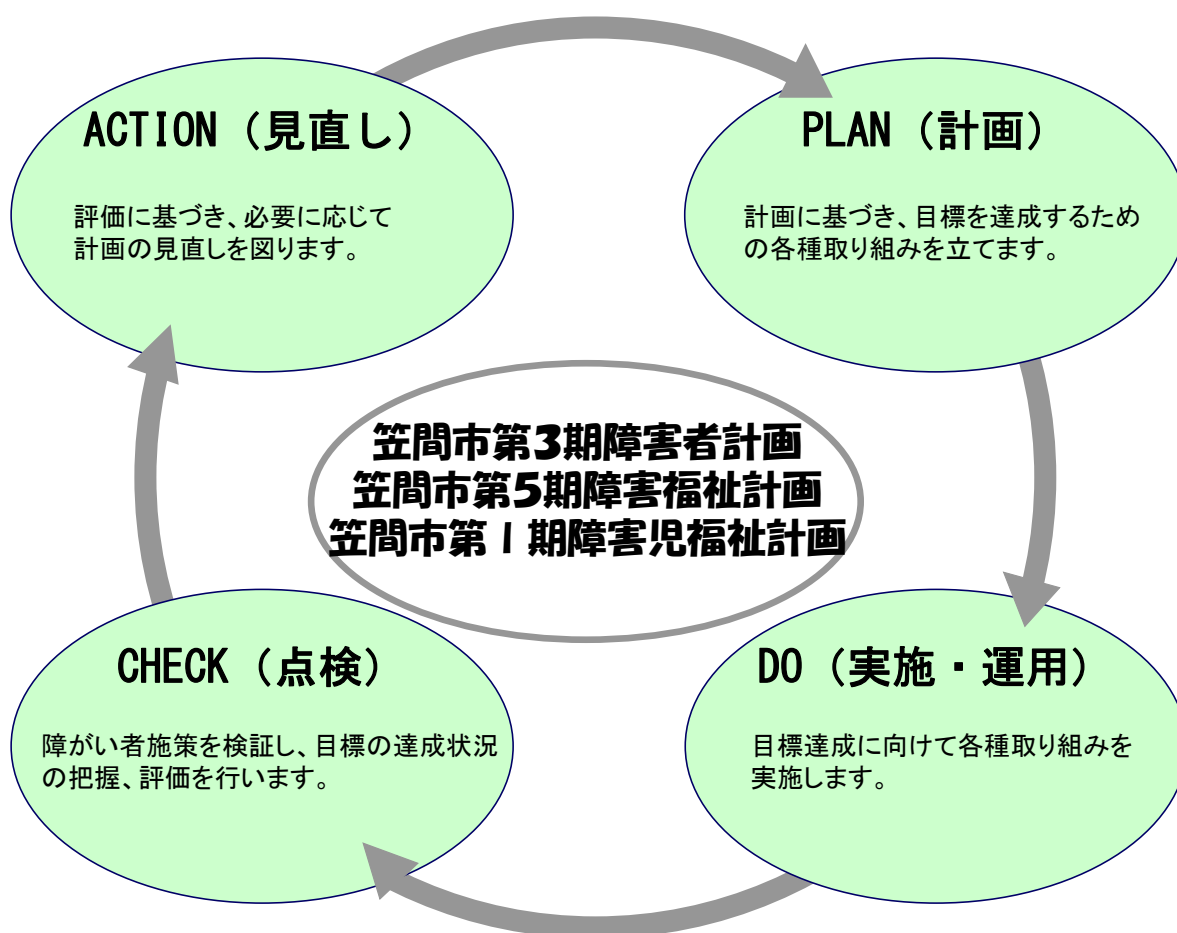 ACTION（見直し）
評価に基づき、必要に応じて
計画の見直しを図ります。
PLAN（計画）
計画に基づき、目標を達成するため
の各種取り組みを立てます。
笠間市第3期障害者計画
笠間市第5期障害福祉計画
笠間市第1期障害児福祉計画
CHECK（点検）
障がい者施策を検証し、目標の達成状況
の把握、評価を行います。
DO（実施・運用）
目標達成に向けて各種取り組みを
実施します。